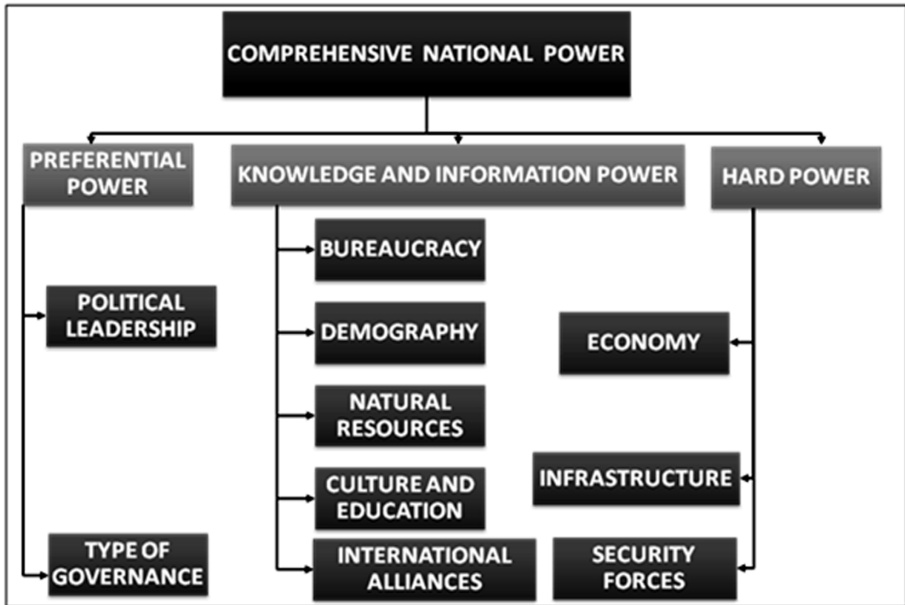 COMPREHENSIVE NATIONAL POWER
PREFERENTIAL
POWER
KNOWLEDGE AND INFORMATION POWER
HARD POWER
POLITICAL
LEADERSHIP
TYPE OF
GOVERNANCE
BUREAUCRACY
DEMOGRAPHY
NATURAL
RESOURCES
CULTURE AND
EDUCATION
INTERNATIONAL
ALLIANCES
ECONOMY
INFRASTRUCTURE
SECURITY
FORCES